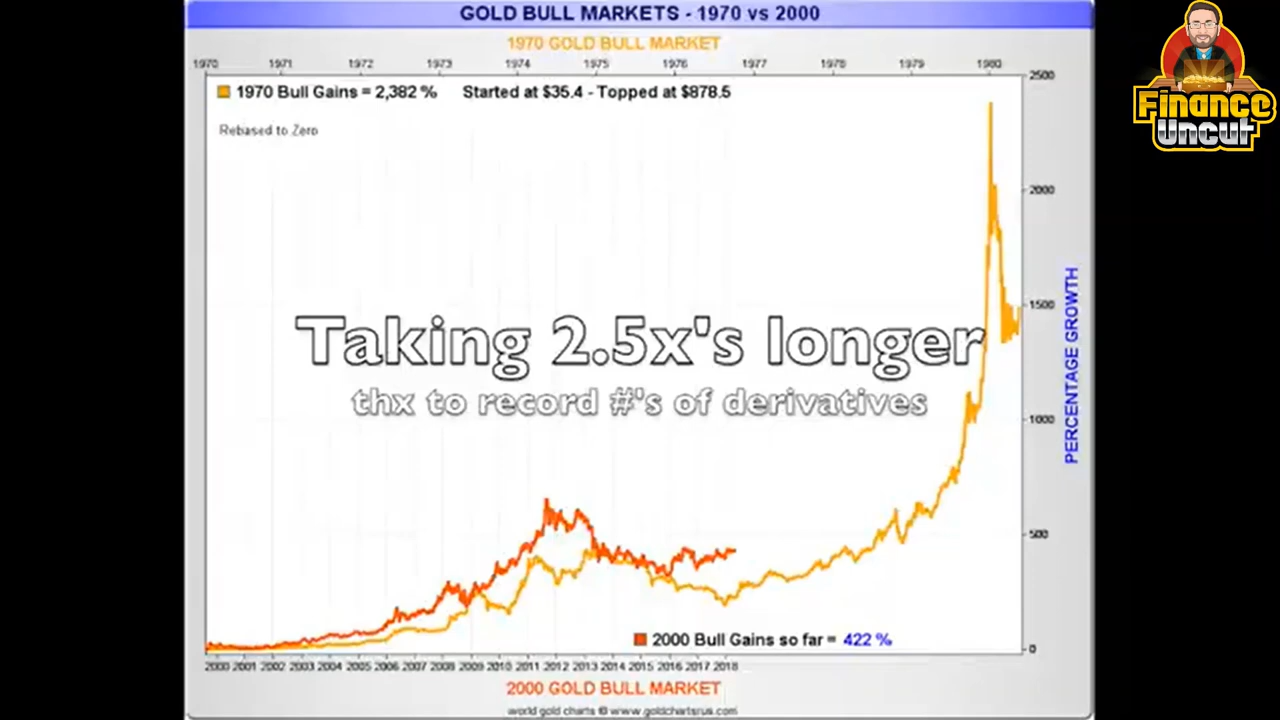 GOLD BULL MARKETS - 1970 vs 2000
1970 GOLD BULL MARKET
1970 1971 1972 1973 1974 1975 1976 1977 1978 1979 1980
1970 Bull Gains = 2,382 % Started at $35.4 - Topped at $878.5
Rebased to Zero
2500
2000
1500
1000
500
0
PERCENTAGE GROWTH
Taking 2.5x's longer
thx to record #'s of derivatives
2000 Bull Gains so far = 422 %
2000 2001 2002 2003 2004 2005 2006 2007 2008 2009 2010 2011 2012 2013 2014 2015 2016 2017 2018
2000 GOLD BULL MARKET
world gold charts © www.goldchartsrus.com
Finance
Uncut